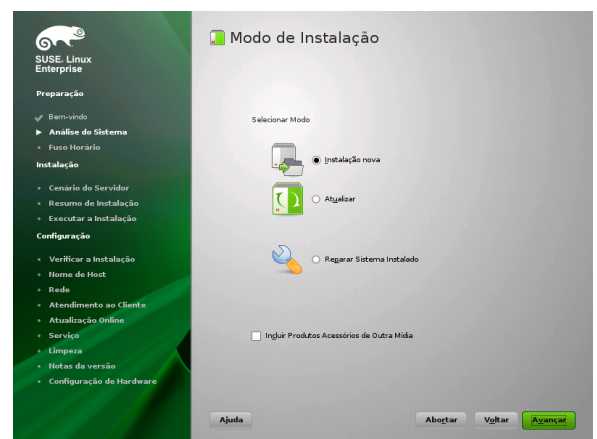 SUSE. Linux
Enterprise
Preparação
Bem-vindo
Análise do Sistema
Fuso Horário
Instalação
Cenário do Servidor
Resumo de Instalação
Executar a Instalação
Configuração
Verificar a Instalação
Nome de Host
Rede
Atendimento ao Cliente
Atualização Online
Serviço
Limpeza
Notas da versão
Configuração de Hardware
Modo de Instalação
Selecionar Modo
Instalação nova
Atualizar
Reparar Sistema Instalado
Incluir Produtos Acessórios de Outra Mídia
Ajuda
Abortar
Voltar
Avançar